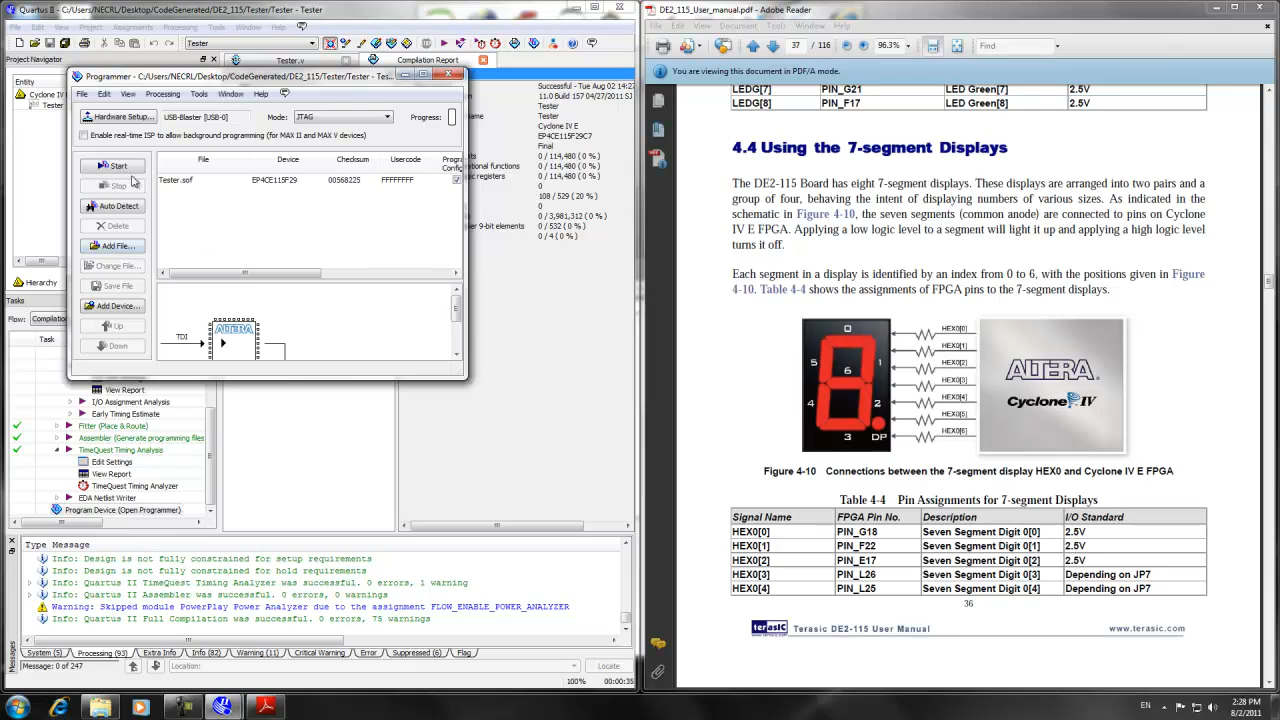 Quartus II - C:/Users/NECRL/Desktop/CodeGenerated/DE2_115/Tester/Tester - Tester
File Edit View Project Assignments Processing Tools Window Help
Tester
Project Navigator
Tester.v
Compilation Report
Entity
Cyclone IV
Tester
Hierarchy
Programmer - C:/Users/NECRL/Desktop/CodeGenerated/DE2_115/Tester/Tester - Tes...
File Edit View Processing Tools Window Help
Hardware Setup... USB-Blaster [USB-0] Mode: JTAG Progress:
Enable real-time ISP to allow background programming (for MAX II and MAX V devices)
Start
Stop
Auto Detect
Delete
Add File...
Change File...
Save File
Add Device...
Up
Down
File Device Checksum Usercode Progra
Config
Tester.sof EP4CE115F29 00568225 FFFFFFFF
TDI
ALTERA
Successful - Tue Aug 02 14:27
11.0 Build 157 04/27/2011 SJ
Tester
Tester
Cyclone IV E
EP4CE115F29C7
Final
0 / 114,480 ( 0 % )
0 / 114,480 ( 0 % )
0 / 114,480 ( 0 % )
0
108 / 529 ( 20 % )
0
0 / 3,981,312 ( 0 % )
0 / 532 ( 0 % )
0 / 4 ( 0 % )
Tasks
Flow: Compilation
Task
View Report
I/O Assignment Analysis
Early Timing Estimate
Fitter (Place & Route)
Assembler (Generate programming files)
TimeQuest Timing Analysis
Edit Settings
View Report
TimeQuest Timing Analyzer
EDA Netlist Writer
Program Device (Open Programmer)
Type Message
Info: Design is not fully constrained for setup requirements
Info: Design is not fully constrained for hold requirements
Info: Quartus II TimeQuest Timing Analyzer was successful. 0 errors, 1 warning
Info: Quartus II Assembler was successful. 0 errors, 0 warnings
Warning: Skipped module PowerPlay Power Analyzer due to the assignment FLOW_ENABLE_POWER_ANALYZER
Info: Quartus II Full Compilation was successful. 0 errors, 75 warnings
System (5) Processing (93) Extra Info Info (82) Warning (11) Critical Warning Error Suppressed (6) Flag
Messages
Message: 0 of 247 Location: Locate
100% 00:00:35
DE2_115_User_manual.pdf - Adobe Reader
File Edit View Document Tools Window Help
37 / 116 96.3% Find
You are viewing this document in PDF/A mode.
LEDG[7] PIN_G21 LED Green[7] 2.5V
LEDG[8] PIN_F17 LED Green[8] 2.5V
4.4 Using the 7-segment Displays
The DE2-115 Board has eight 7-segment displays. These displays are arranged into two pairs and a
group of four, behaving the intent of displaying numbers of various sizes. As indicated in the
schematic in Figure 4-10, the seven segments (common anode) are connected to pins on Cyclone
IV E FPGA. Applying a low logic level to a segment will light it up and applying a high logic level
turns it off.
Each segment in a display is identified by an index from 0 to 6, with the positions given in Figure
4-10. Table 4-4 shows the assignments of FPGA pins to the 7-segment displays.
0
5 1
6
4 2
3 DP
HEX0[0]
HEX0[1]
HEX0[2]
HEX0[3]
HEX0[4]
HEX0[5]
HEX0[6]
ALTERA
Cyclone IV
Figure 4-10 Connections between the 7-segment display HEX0 and Cyclone IV E FPGA
Table 4-4 Pin Assignments for 7-segment Displays
Signal Name FPGA Pin No. Description I/O Standard
HEX0[0] PIN_G18 Seven Segment Digit 0[0] 2.5V
HEX0[1] PIN_F22 Seven Segment Digit 0[1] 2.5V
HEX0[2] PIN_E17 Seven Segment Digit 0[2] 2.5V
HEX0[3] PIN_L26 Seven Segment Digit 0[3] Depending on JP7
HEX0[4] PIN_L25 Seven Segment Digit 0[4] Depending on JP7
36
terasIC Terasic DE2-115 User Manual www.terasic.com
2:28 PM
8/2/2011